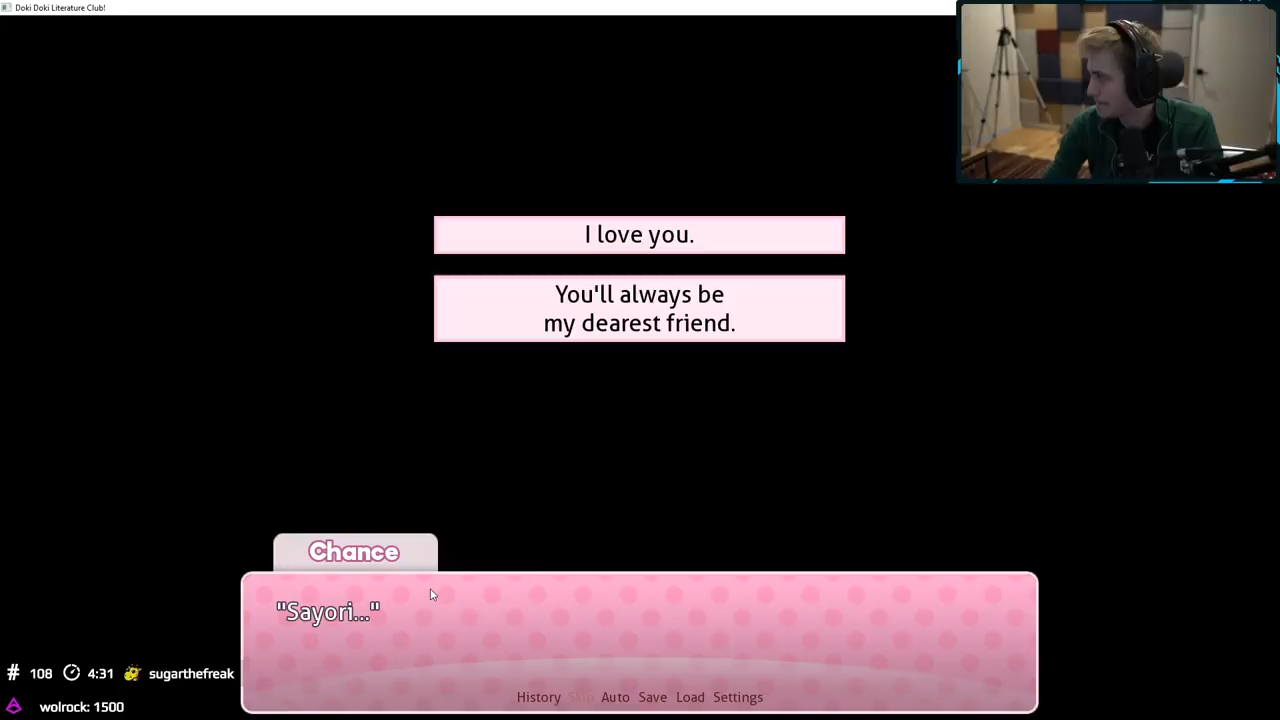 Doki Doki Literature Club!
I love you.
You'll always be
my dearest friend.
Chance
"Sayori..."
# 108 4:31 sugarthefreak
wolrock: 1500
History Skip Auto Save Load Settings